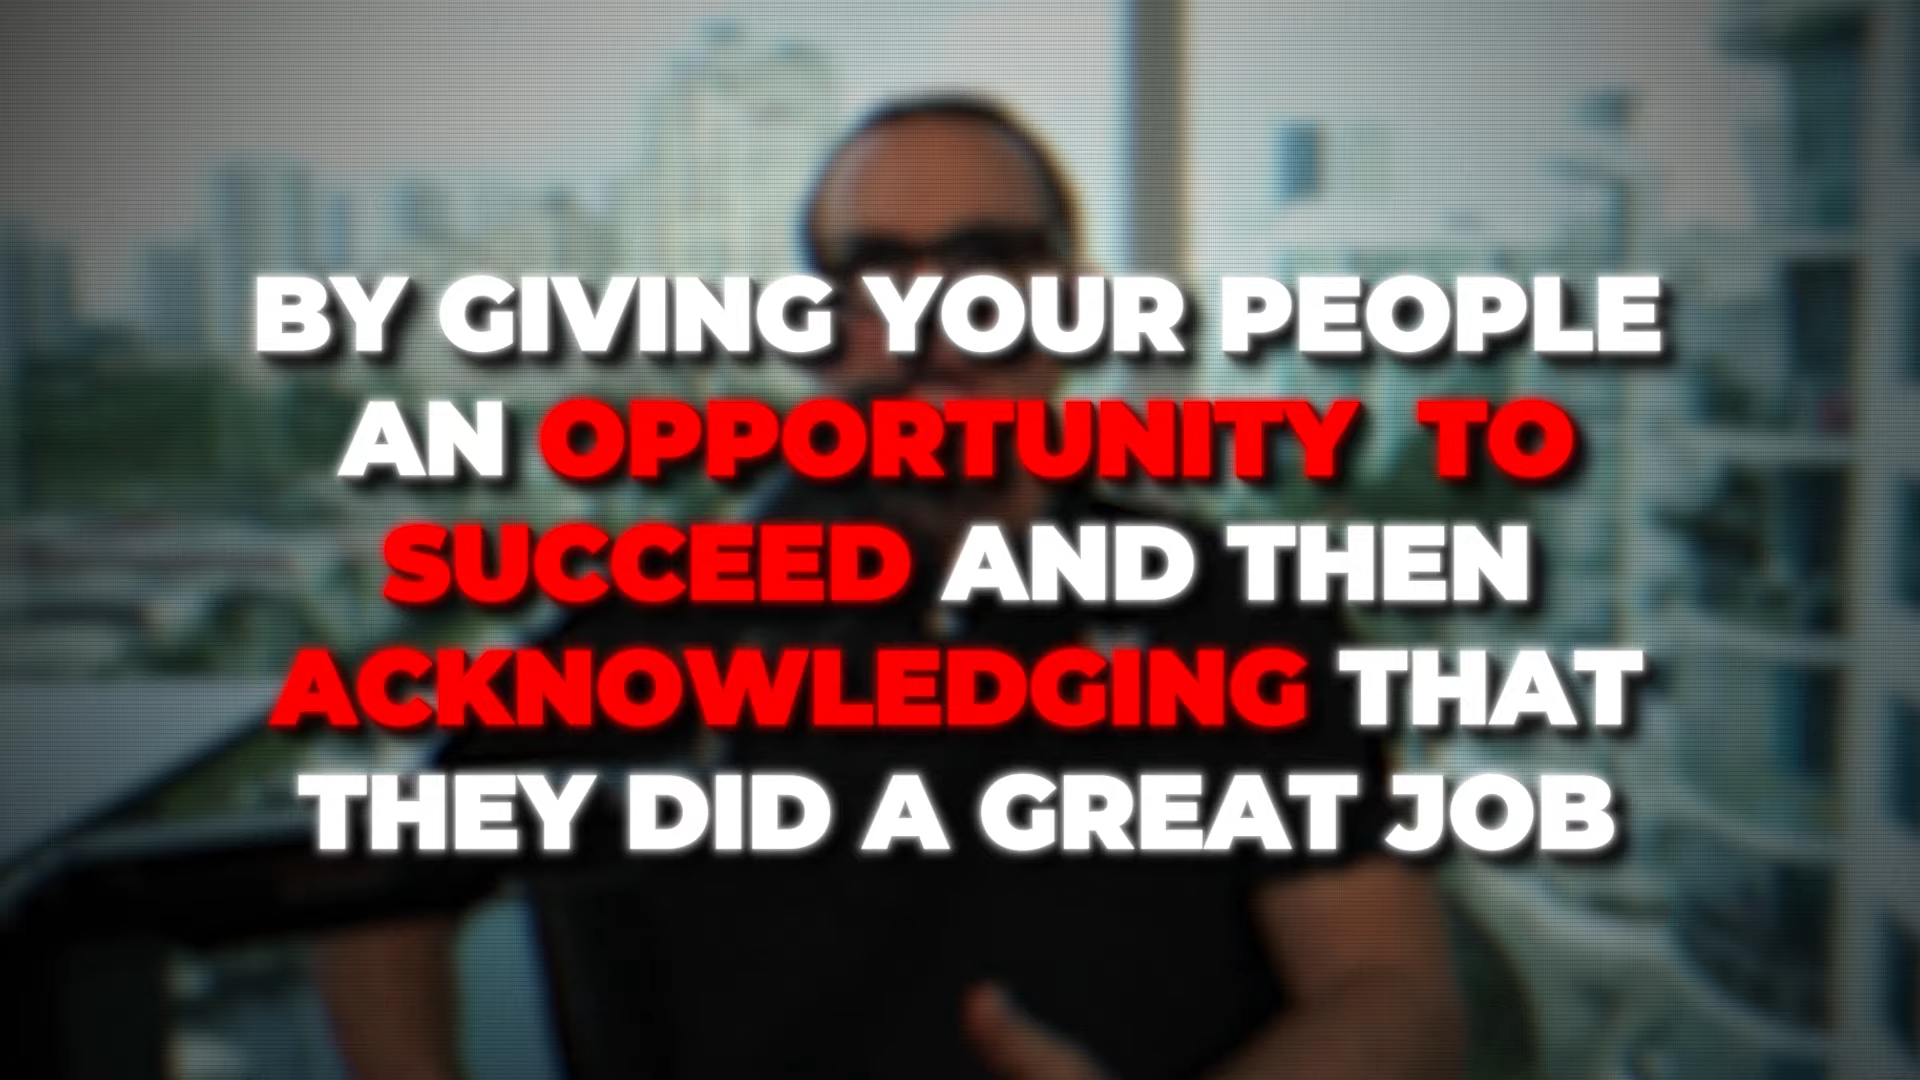 BY GIVING YOUR PEOPLE
AN OPPORTUNITY TO
SUCCEED AND THEN
ACKNOWLEDGING THAT
THEY DID A GREAT JOB